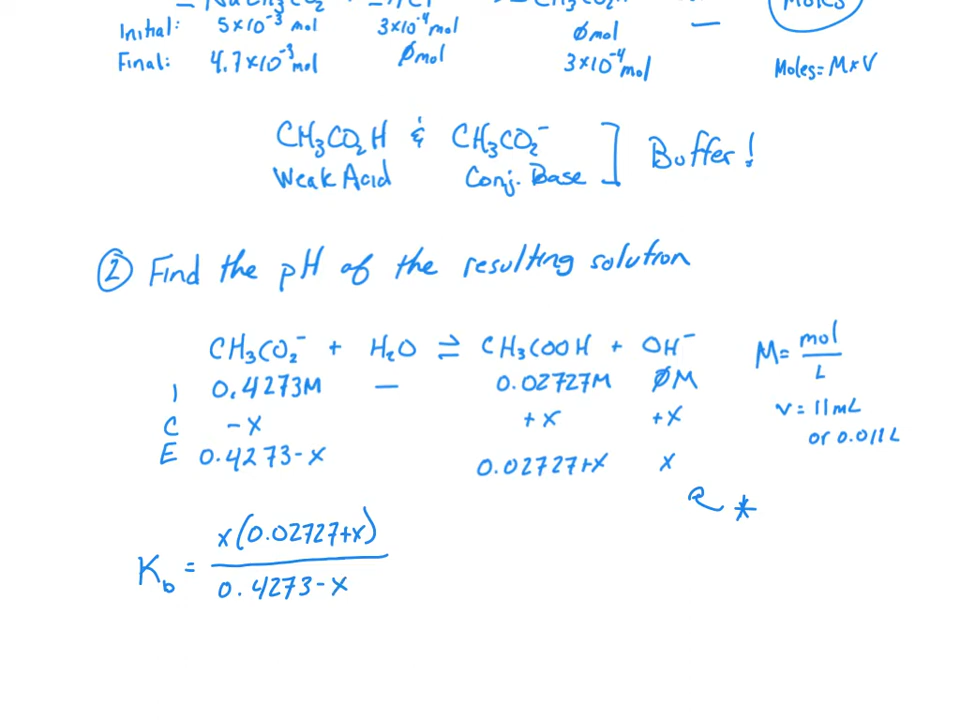 Initial: 5×10⁻³ mol 3×10⁻⁴ mol ∅mol —
Final: 4.7×10⁻³ mol ∅mol 3×10⁻⁴ mol Moles= M×V
CH₃CO₂H & CH₃CO₂⁻ ] Buffer!
Weak Acid Conj. Base
② Find the pH of the resulting solution
CH₃CO₂⁻ + H₂O ⇌ CH₃COOH + OH⁻ M= mol/L
I 0.4273M — 0.02727M ∅M
C -x +x +x V= 11mL
or 0.011L
E 0.4273-x 0.02727+x x
*
K_b = x(0.02727+x) / 0.4273-x